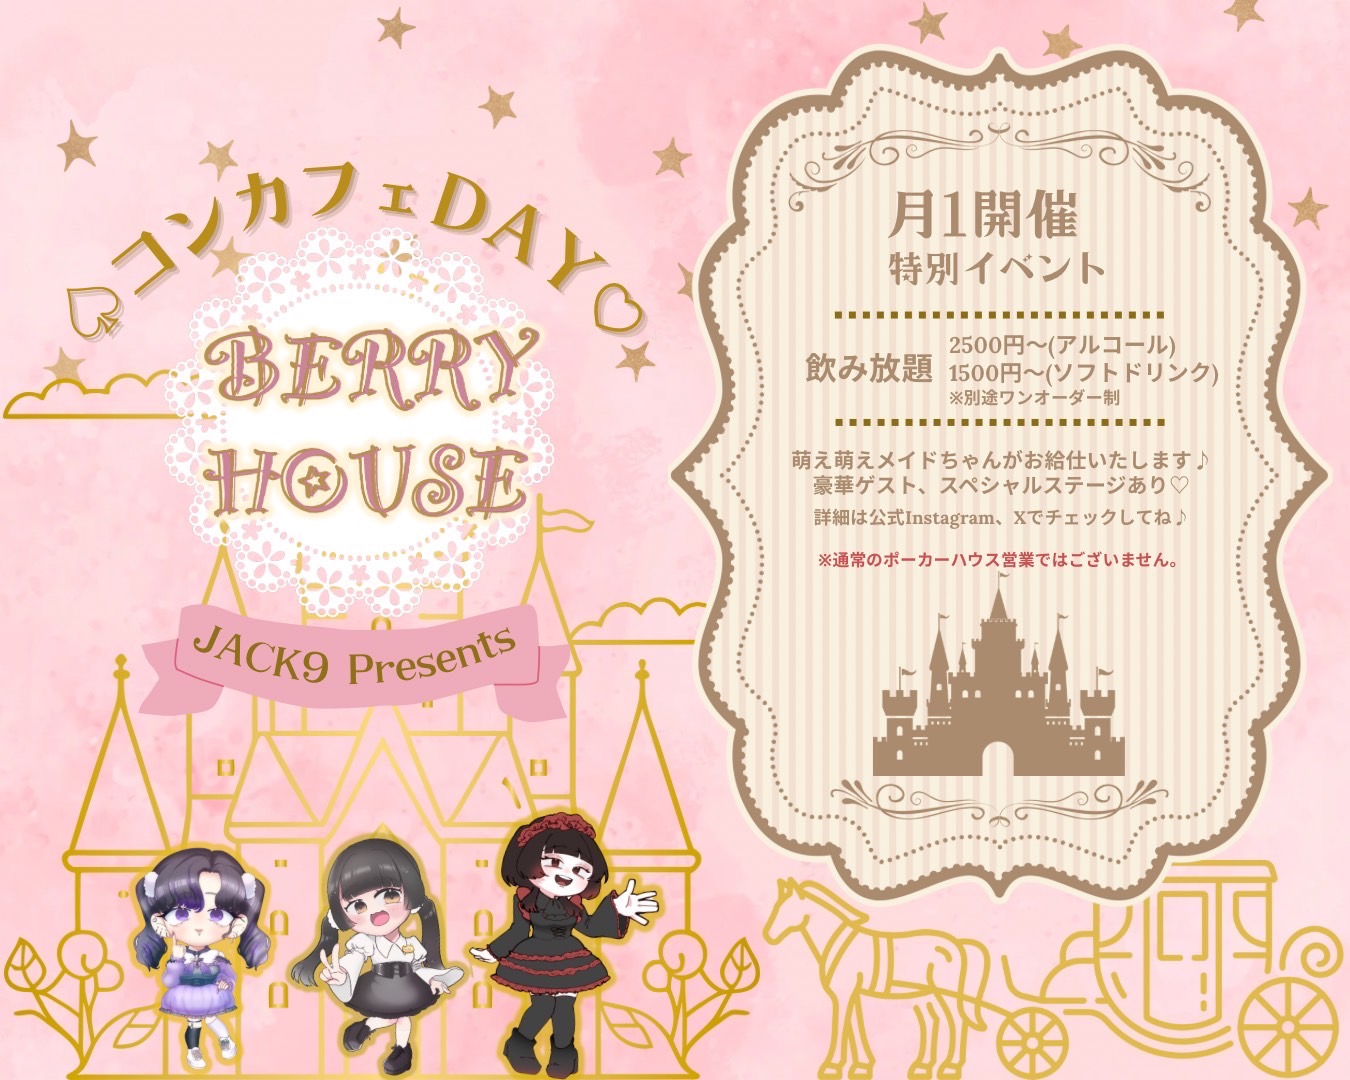 ♤コンカフェDAY♡
BERRY
HOUSE
JACK9 Presents
月1開催
特別イベント
飲み放題
2500円〜(アルコール)
1500円〜(ソフトドリンク)
※別途ワンオーダー制
萌え萌えメイドちゃんがお給仕いたします♪
豪華ゲスト、スペシャルステージあり♡
詳細は公式Instagram、Xでチェックしてね♪
※通常のポーカーハウス営業ではございません。